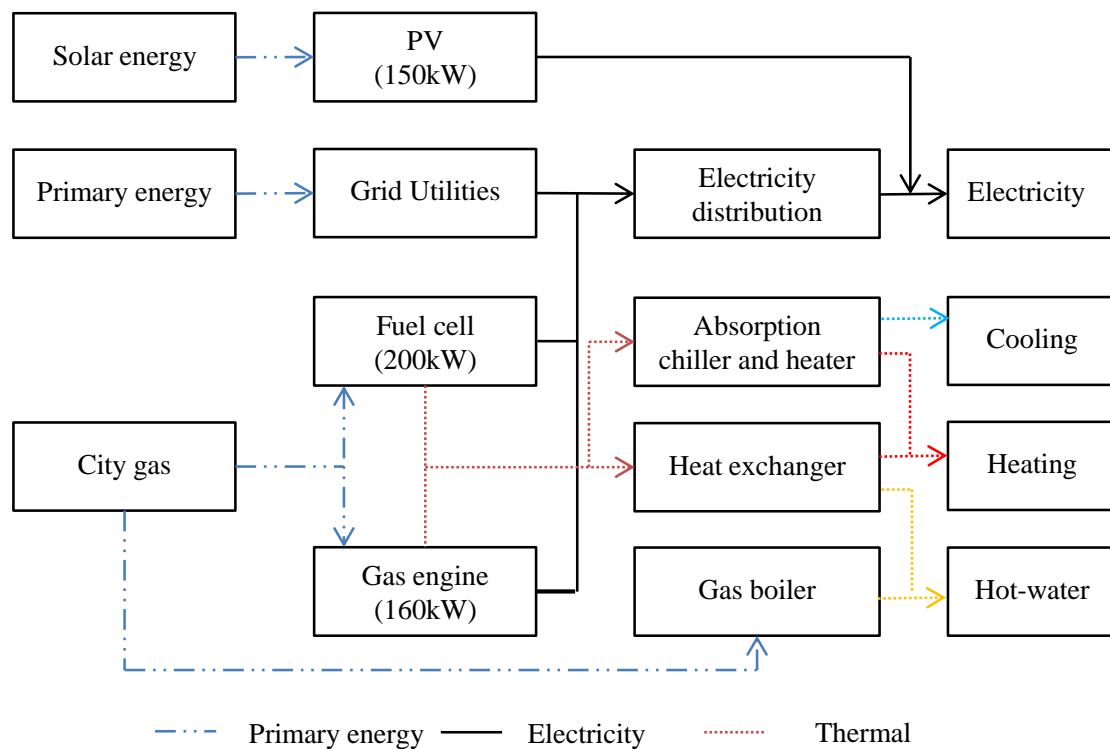 Solar energy
PV
(150kW)
Primary energy
Grid Utilities
Electricity
distribution
Electricity
Fuel cell
(200kW)
Absorption
chiller and heater
Cooling
City gas
Heat exchanger
Heating
Gas engine
(160kW)
Gas boiler
Hot-water
Primary energy
Electricity
Thermal